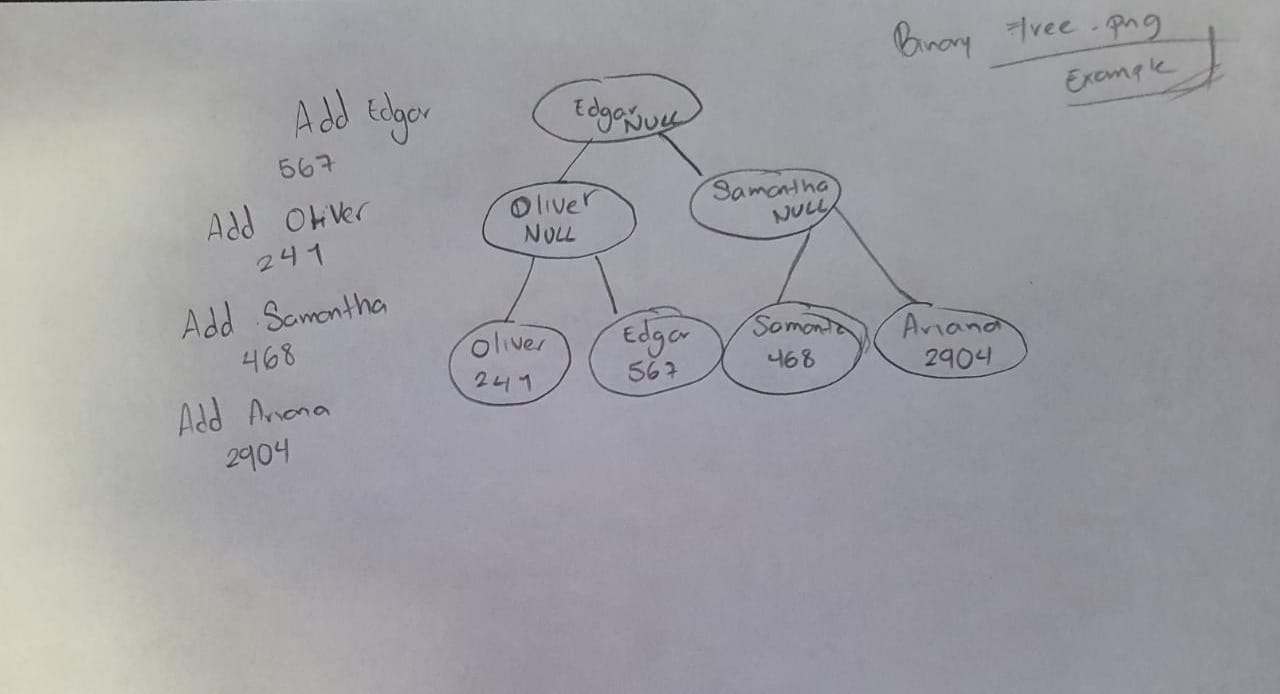 Binary tree.png
Example
Add Edgar
567
Add Oliver
241
Add Samantha
468
Add Ariana
2904
Edgar
NULL
Oliver
NULL
Samantha
NULL
Oliver
241
Edgar
567
Samanta
468
Ariana
2904